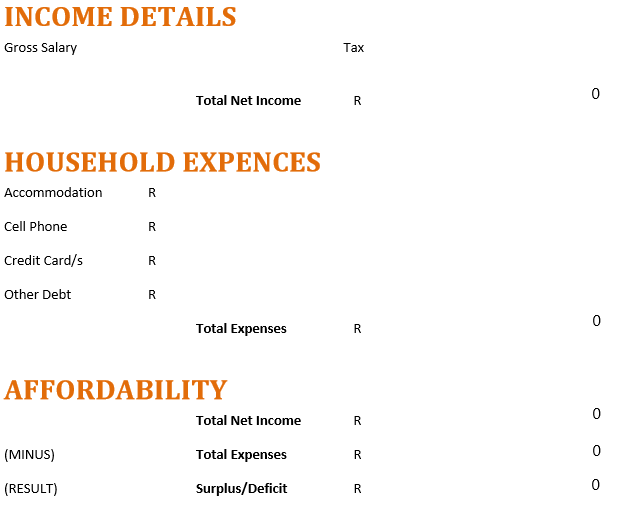 INCOME DETAILS
Gross Salary Tax
Total Net Income R 0
HOUSEHOLD EXPENCES
Accommodation R
Cell Phone R
Credit Card/s R
Other Debt R
Total Expenses R 0
AFFORDABILITY
Total Net Income R 0
(MINUS) Total Expenses R 0
(RESULT) Surplus/Deficit R 0